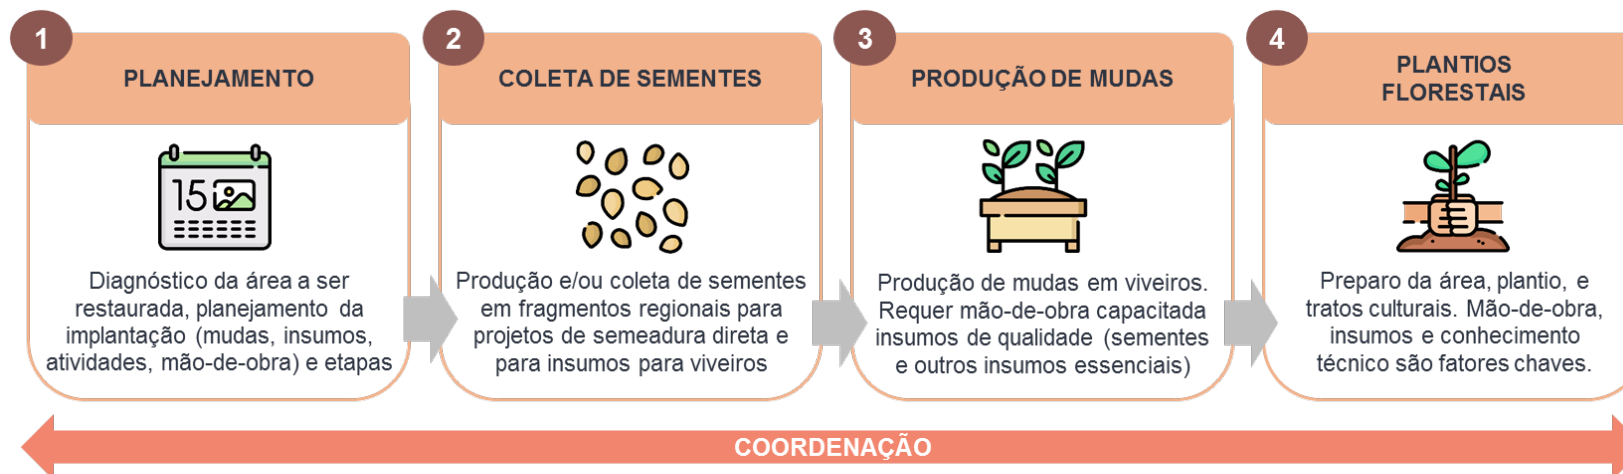 1
PLANEJAMENTO
15
Diagnóstico da área a ser
restaurada, planejamento da
implantação (mudas, insumos,
atividades, mão-de-obra) e etapas
2
COLETA DE SEMENTES
Produção e/ou coleta de sementes
em fragmentos regionais para
projetos de semeadura direta e
para insumos para viveiros
3
PRODUÇÃO DE MUDAS
Produção de mudas em viveiros.
Requer mão-de-obra capacitada
insumos de qualidade (sementes
e outros insumos essenciais)
4
PLANTIOS
FLORESTAIS
Preparo da área, plantio, e
tratos culturais. Mão-de-obra,
insumos e conhecimento
técnico são fatores chaves.
COORDENAÇÃO